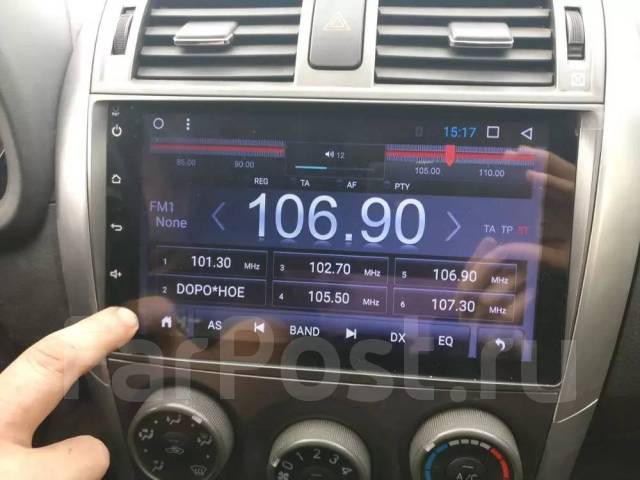 15:17
85.00 90.00 12 105.00 110.00
REG TA AF PTY
FM1
None
106.90
TA TP ST
1 101.30 MHz 3 102.70 MHz 5 106.90 MHz
2 DOPO*HOE 4 105.50 MHz 6 107.30 MHz
AS BAND DX EQ
FarPost.ru
0 A/C